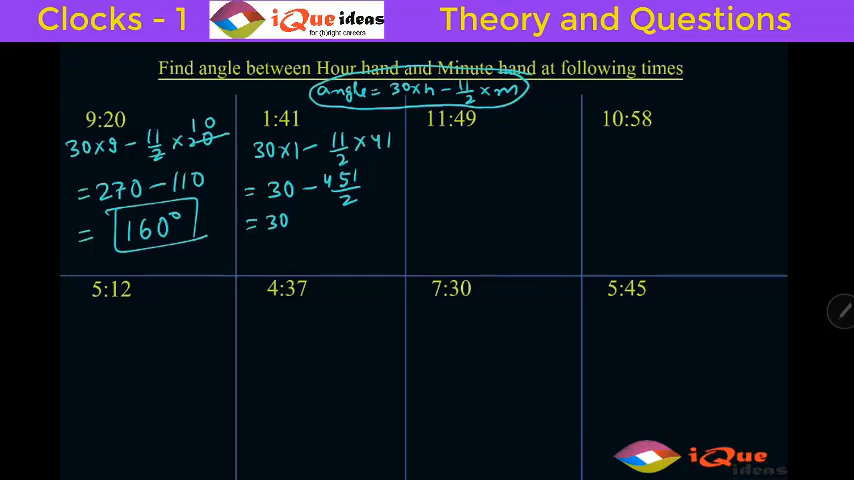 Clocks - 1
iQue ideas
for (b)right careers
Theory and Questions
Find angle between Hour hand and Minute hand at following times
angle = 30×h - 11/2 × m
9:20
30×9 - 11/2 × 20 10
= 270 - 110
= 160°
1:41
30×1 - 11/2 × 41
= 30 - 451/2
= 30
11:49
10:58
5:12
4:37
7:30
5:45
iQue
ideas